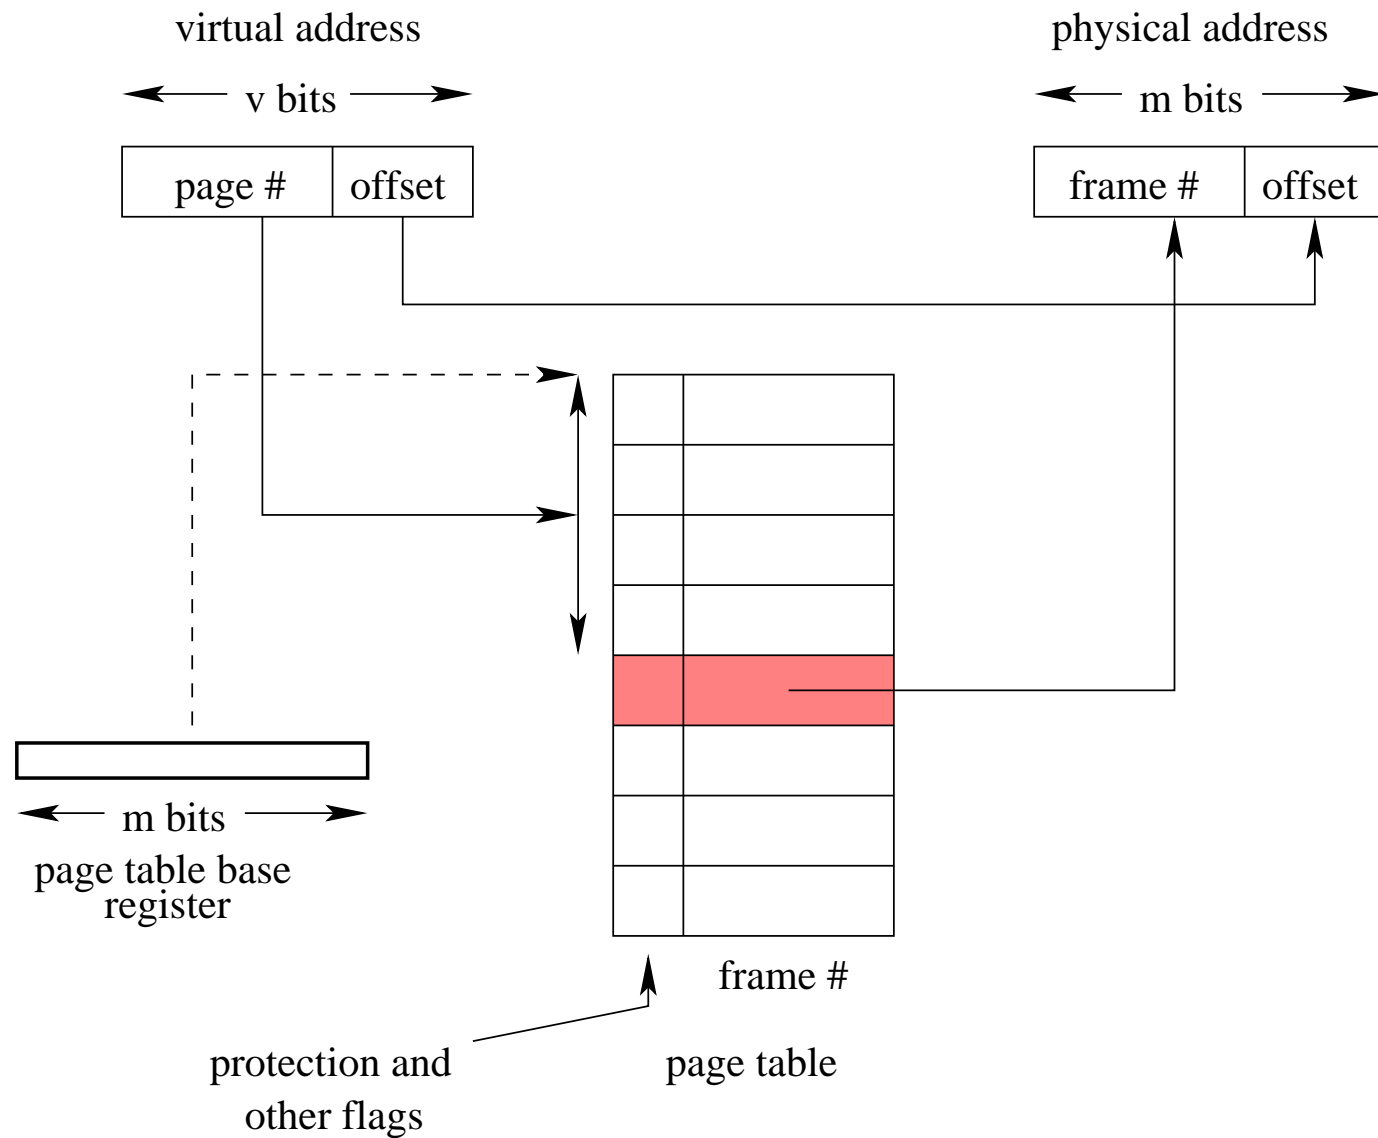 virtual address
physical address
v bits
m bits
page #
offset
frame #
offset
m bits
page table base
register
frame #
protection and
other flags
page table